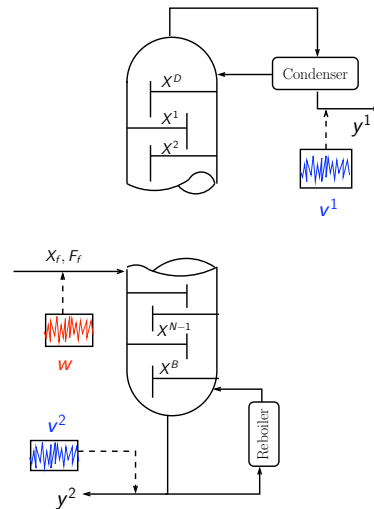 Condenser
X^D
X^1
X^2
y^1
v^1
X_f, F_f
w
X^{N−1}
X^B
Reboiler
v^2
y^2